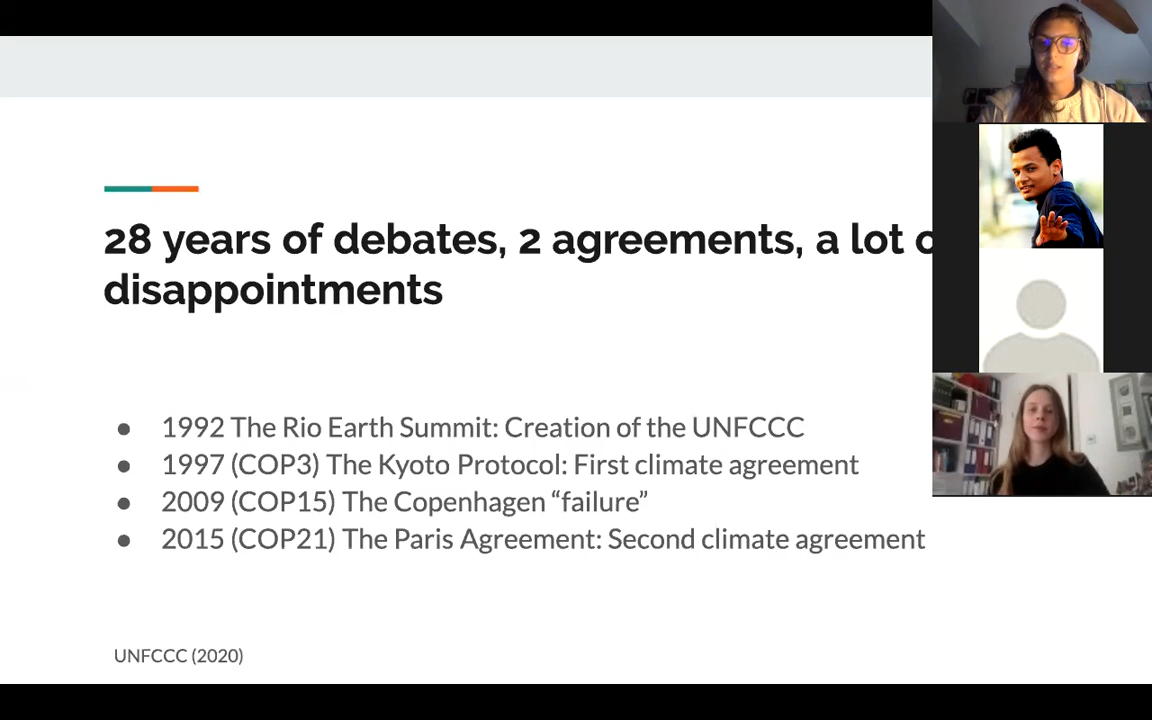 28 years of debates, 2 agreements, a lot
disappointments
● 1992 The Rio Earth Summit: Creation of the UNFCCC
● 1997 (COP3) The Kyoto Protocol: First climate agreement
● 2009 (COP15) The Copenhagen “failure”
● 2015 (COP21) The Paris Agreement: Second climate agreement
UNFCCC (2020)